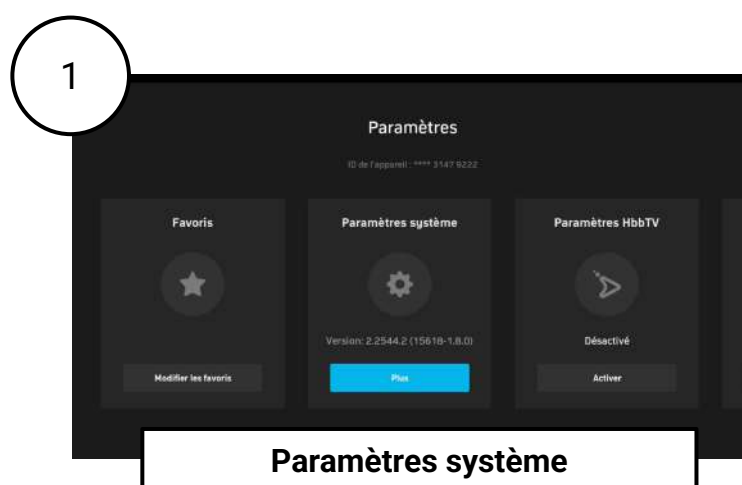 1
Paramètres
ID de l'appareil : **** 3147 9222
Favoris
Paramètres système
Paramètres HbbTV
Version: 2.2544.2 (15618-1.8.0)
Désactivé
Modifier les favoris
Plus
Activer
Paramètres système